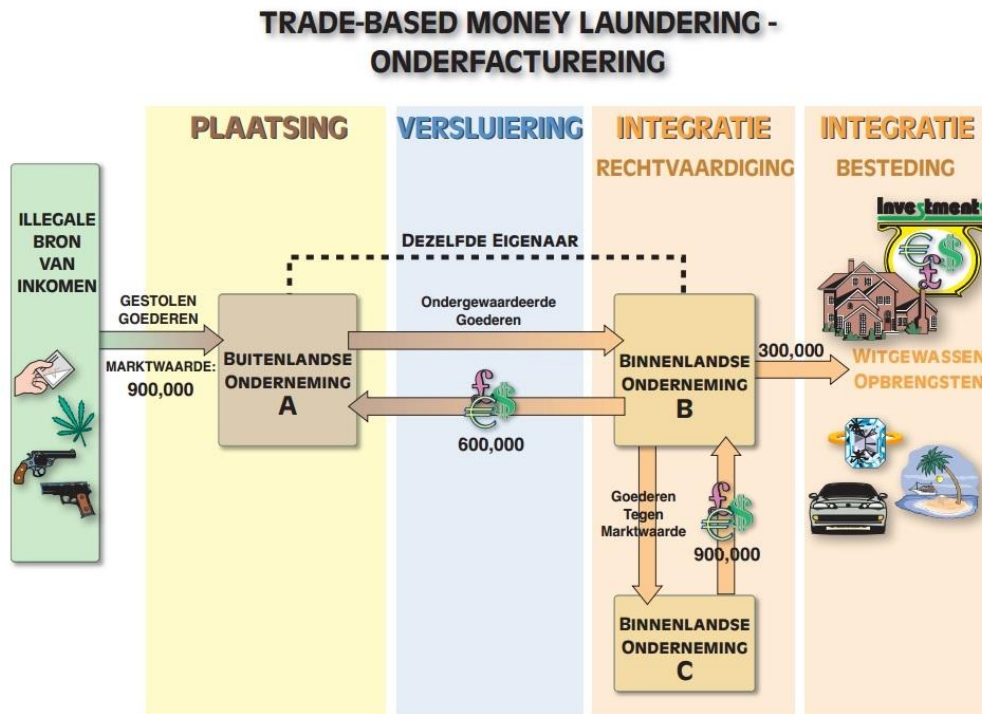 TRADE-BASED MONEY LAUNDERING -
ONDERFACTURERING
PLAATSING
VERSLUIERING
INTEGRATIE
RECHTVAARDIGING
INTEGRATIE
BESTEDING
ILLEGALE
BRON
VAN
INKOMEN
GESTOLEN
GOEDEREN
MARKTWAARDE:
900,000
DEZELFDE EIGENAAR
BUITENLANDSE
ONDERNEMING
A
Ondergewaardeerde
Goederen
£
€$
600,000
BINNENLANDSE
ONDERNEMING
B
300,000
Investments
€$
£
WITGEWASSEN
OPBRENGSTEN
Goederen
Tegen
Marktwaarde
£
€$
900,000
BINNENLANDSE
ONDERNEMING
C